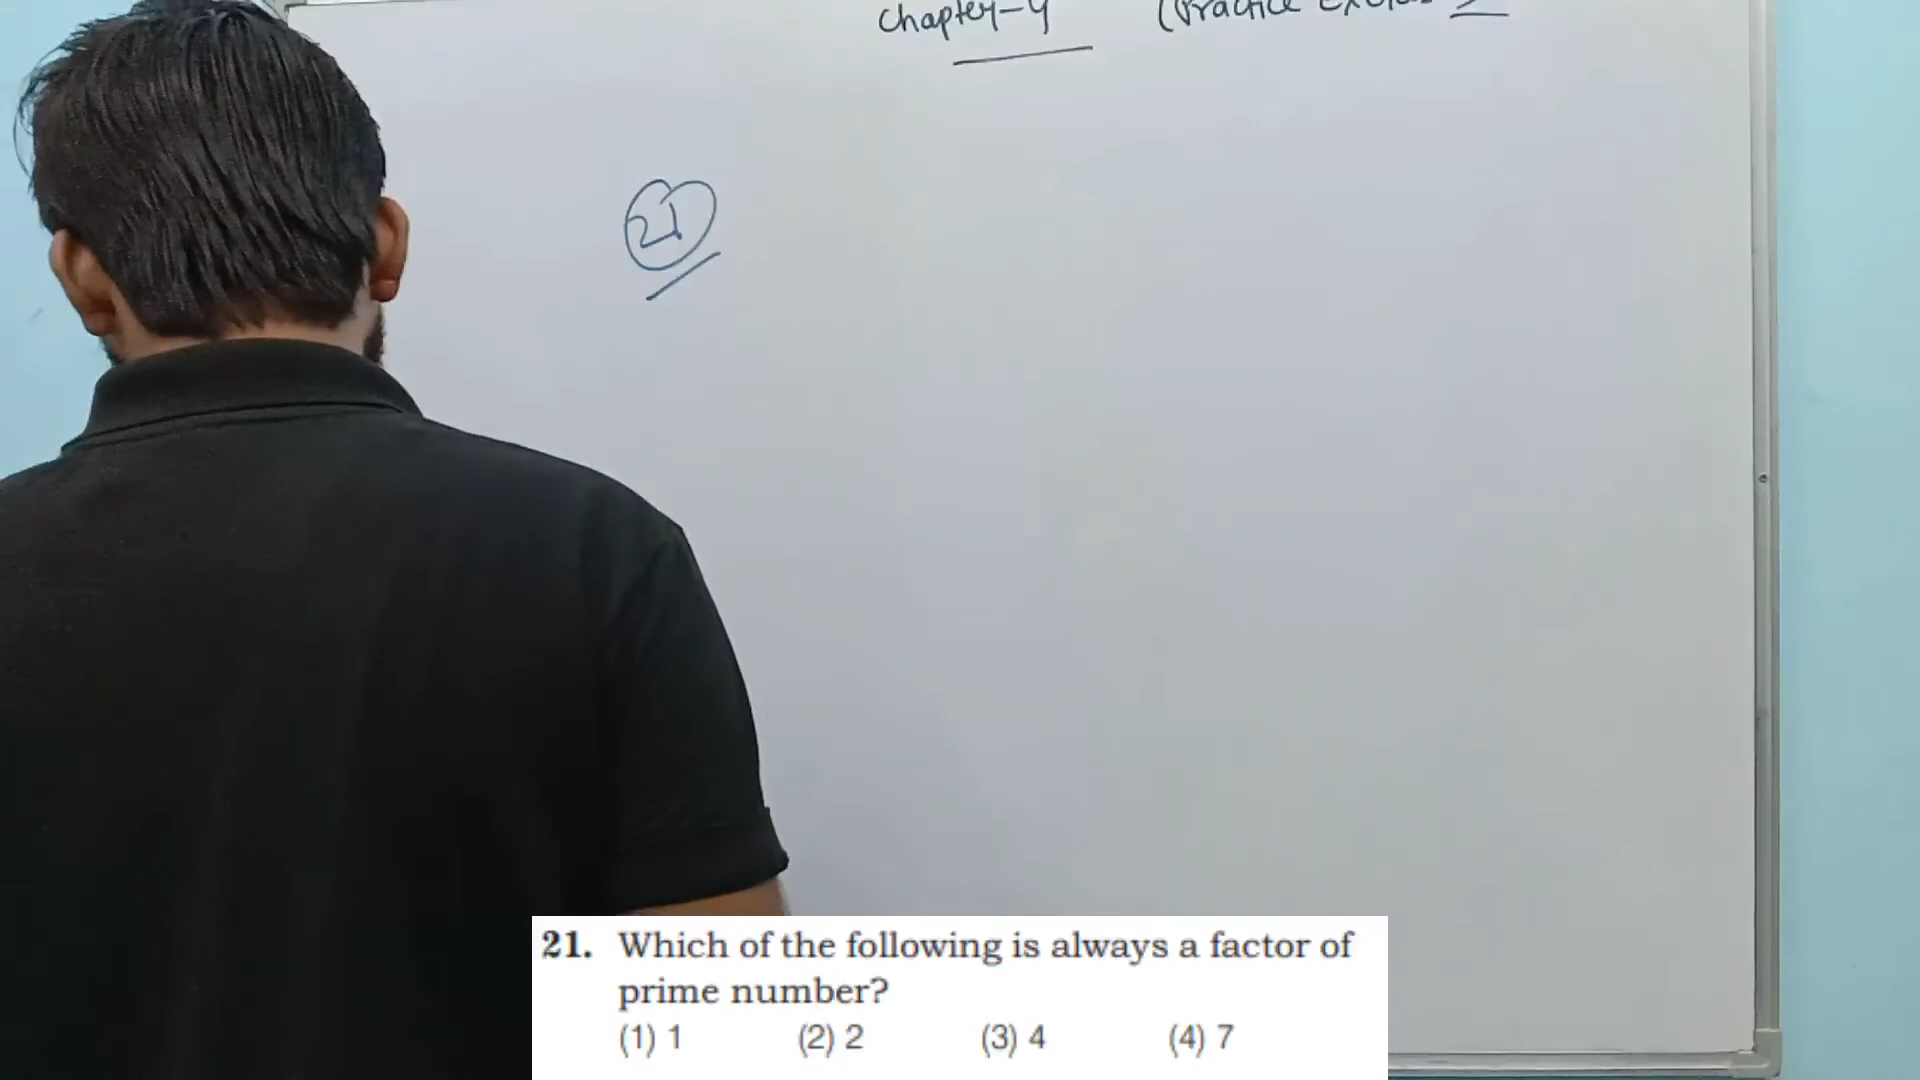 Chapter-4 (Practice
21
21. Which of the following is always a factor of
prime number?
(1) 1 (2) 2 (3) 4 (4) 7